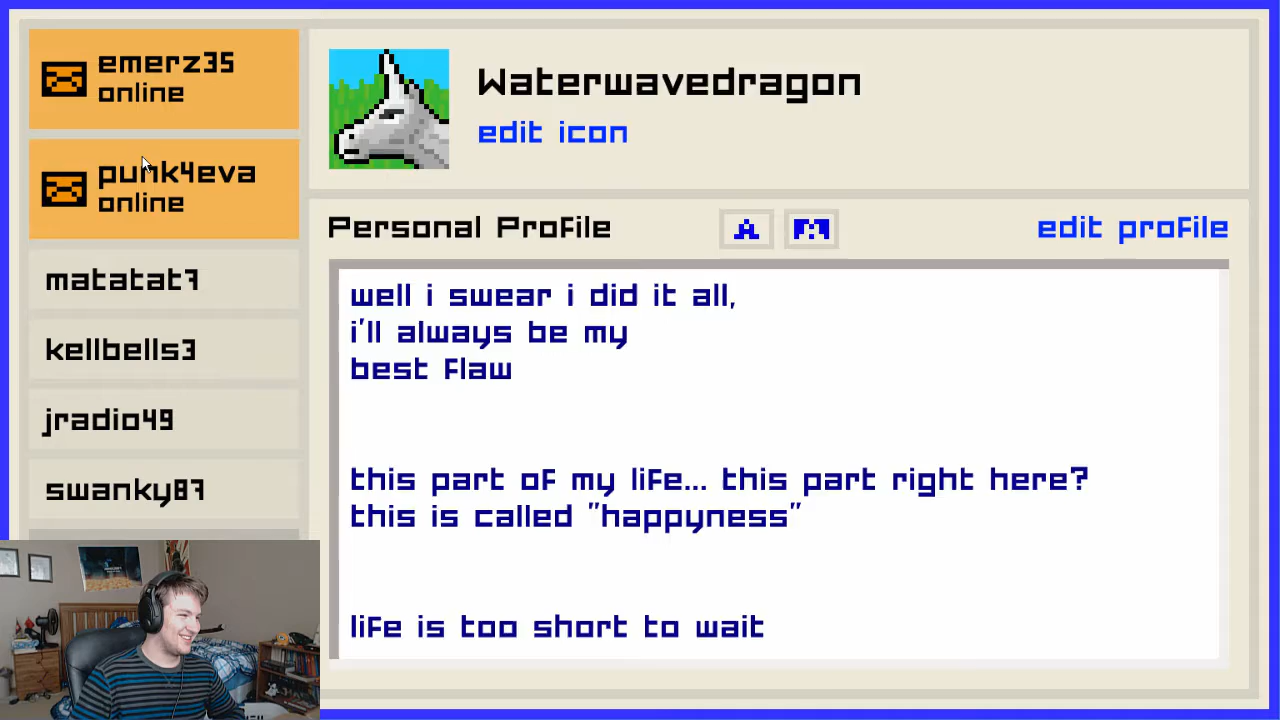 emerz35
online
punk4eva
online
matatat7
kellbells3
jradio49
swanky87
Waterwavedragon
edit icon
Personal Profile
A
edit profile
well i swear i did it all,
i'll always be my
best flaw
this part of my life... this part right here?
this is called "happyness"
life is too short to wait